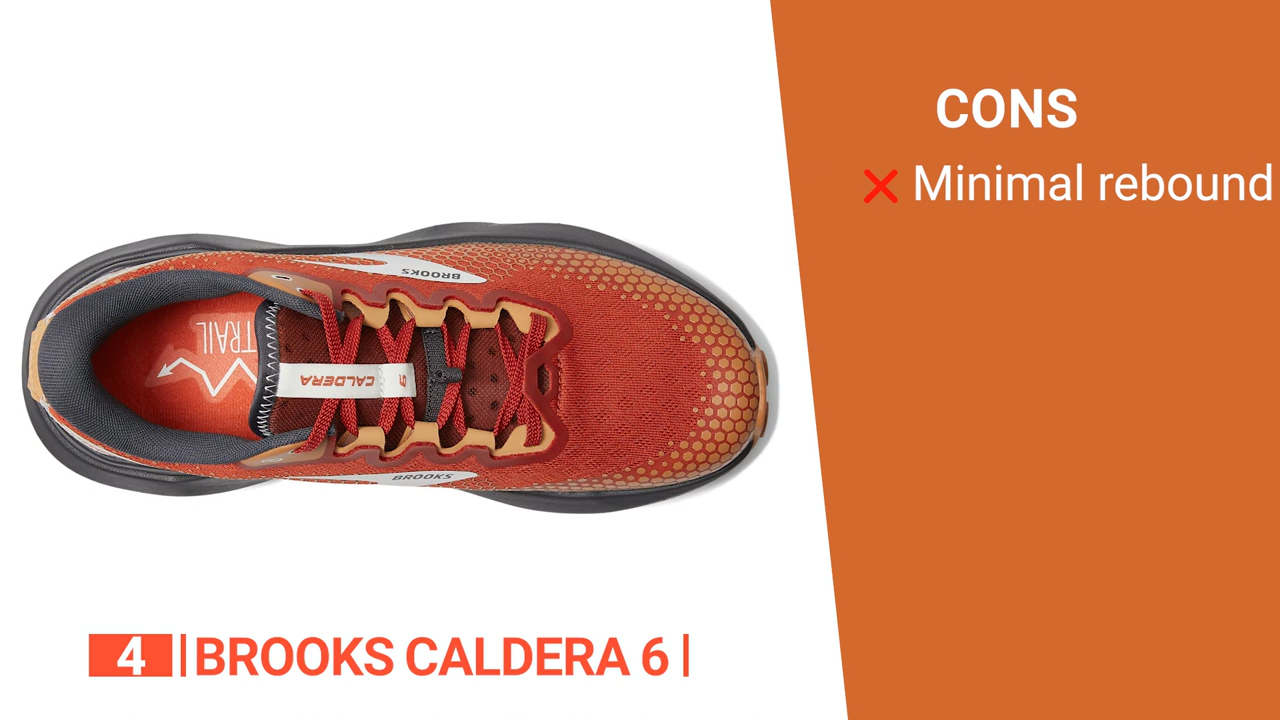 CONS
❌ Minimal rebound
BROOKS
TRAIL
CALDERA 6
BROOKS
4 | BROOKS CALDERA 6 |